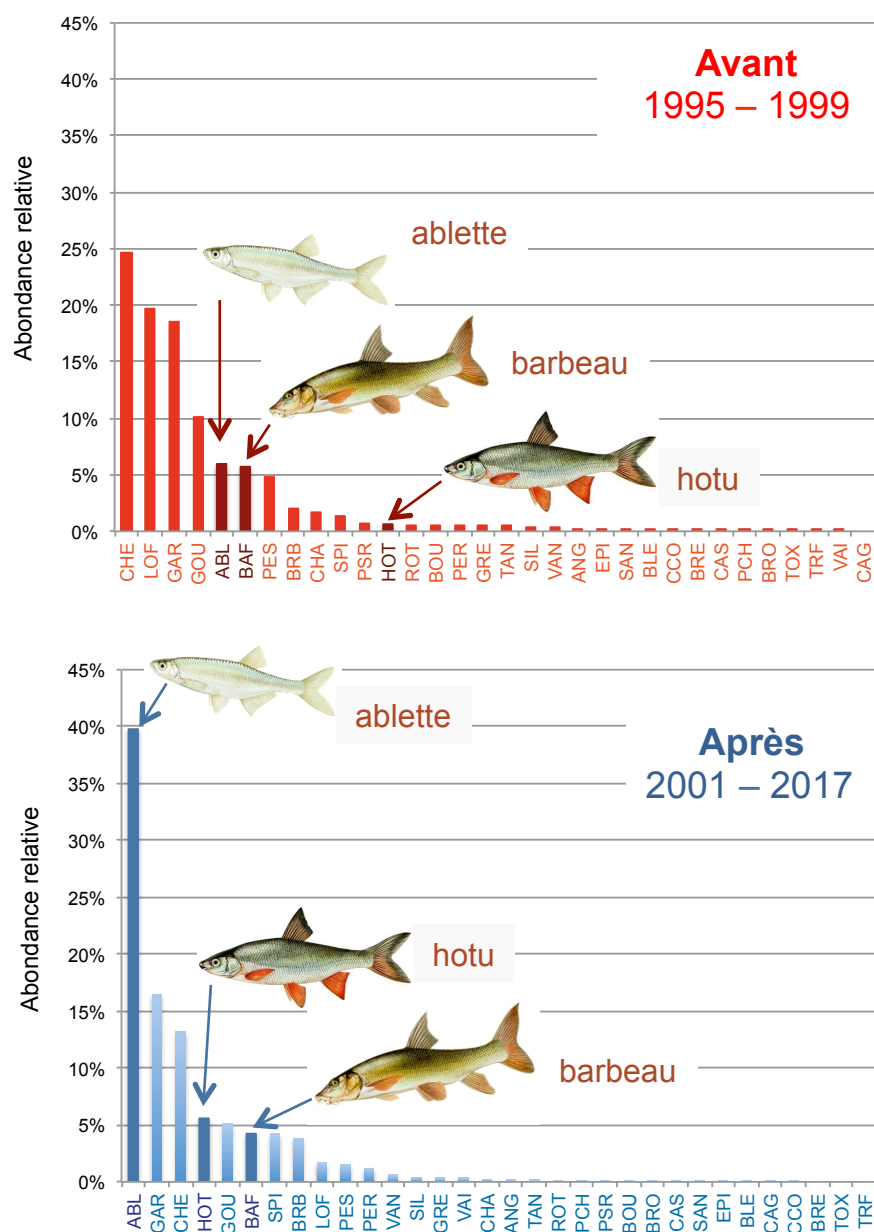 45%
Avant
1995 – 1999
40%
35%
30%
25%
20%
15%
10%
5%
0%
Abondance relative
ablette
barbeau
hotu
CHE LOF GAR GOU ABL BAF PES BRB CHA SPI PSR HOT ROT BOU PER GRE TAN SIL VAN ANG EPI SAN BLE CCO BRE CAS PCH BRO TOX TRF VAI CAG
45%
ablette
40%
Après
2001 – 2017
35%
30%
25%
20%
15%
10%
5%
0%
Abondance relative
hotu
barbeau
ABL GAR CHE HOT GOU BAF SPI BRB LOF PES PER VAN SIL GRE VAI CHA ANG TAN ROT PCH PSR BOU BRO CAS SAN EPI BLE CAG CCO BRE TOX TRF